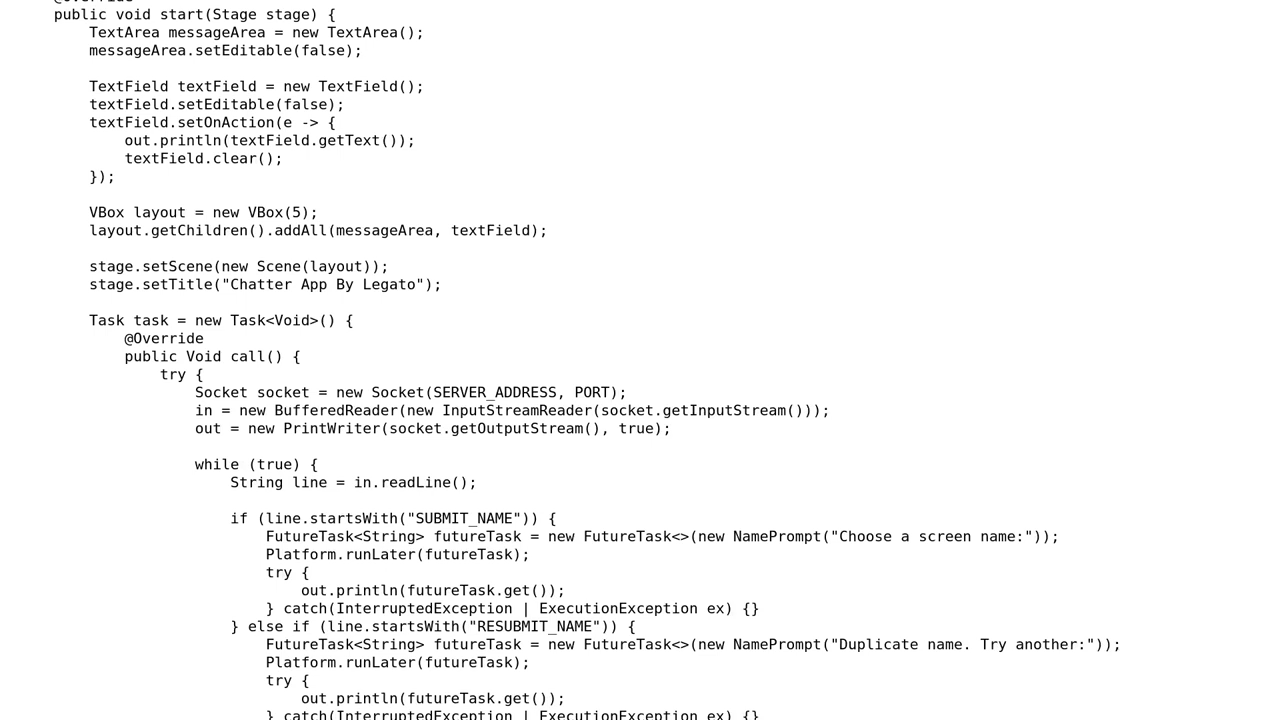 @Override
public void start(Stage stage) {
TextArea messageArea = new TextArea();
messageArea.setEditable(false);
TextField textField = new TextField();
textField.setEditable(false);
textField.setOnAction(e -> {
out.println(textField.getText());
textField.clear();
});
VBox layout = new VBox(5);
layout.getChildren().addAll(messageArea, textField);
stage.setScene(new Scene(layout));
stage.setTitle("Chatter App By Legato");
Task task = new Task<Void>() {
@Override
public Void call() {
try {
Socket socket = new Socket(SERVER_ADDRESS, PORT);
in = new BufferedReader(new InputStreamReader(socket.getInputStream()));
out = new PrintWriter(socket.getOutputStream(), true);
while (true) {
String line = in.readLine();
if (line.startsWith("SUBMIT_NAME")) {
FutureTask<String> futureTask = new FutureTask<>(new NamePrompt("Choose a screen name:"));
Platform.runLater(futureTask);
try {
out.println(futureTask.get());
} catch(InterruptedException | ExecutionException ex) {}
} else if (line.startsWith("RESUBMIT_NAME")) {
FutureTask<String> futureTask = new FutureTask<>(new NamePrompt("Duplicate name. Try another:"));
Platform.runLater(futureTask);
try {
out.println(futureTask.get());
} catch(InterruptedException | ExecutionException ex) {}